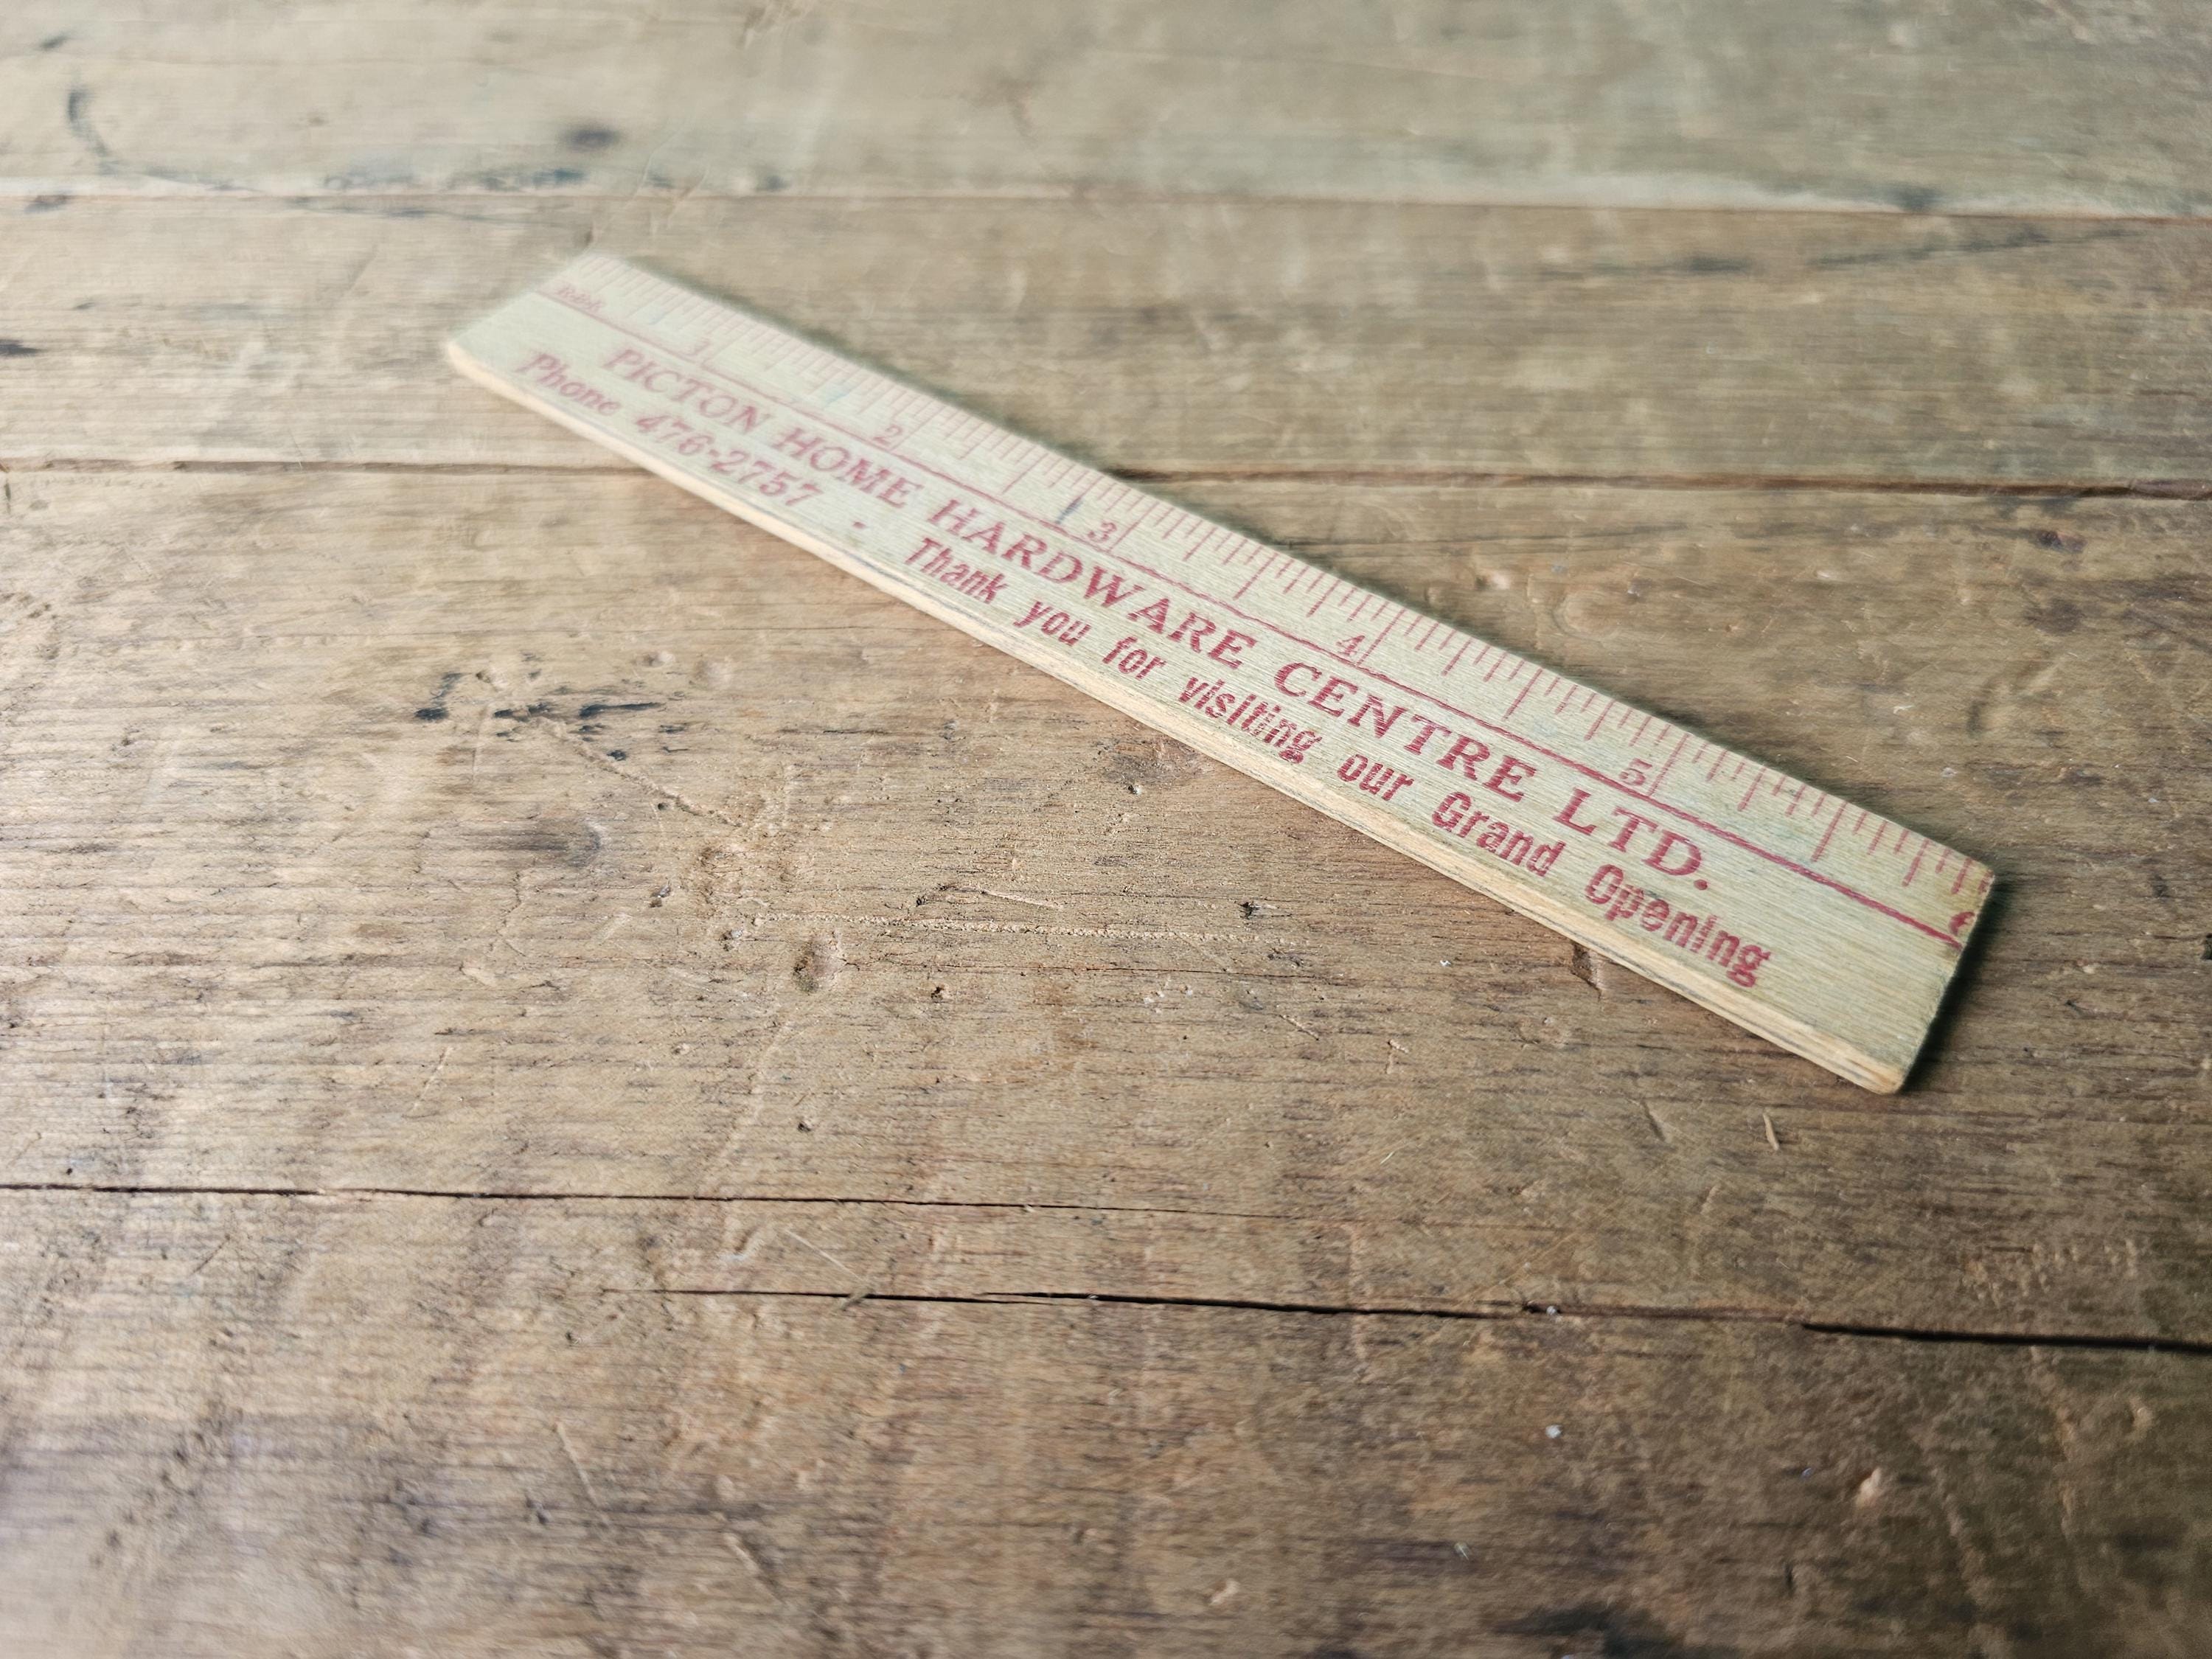 1 2 3 4 5 6
PICTON HOME HARDWARE CENTRE LTD.
Phone 476-2757 - Thank you for visiting our Grand Opening